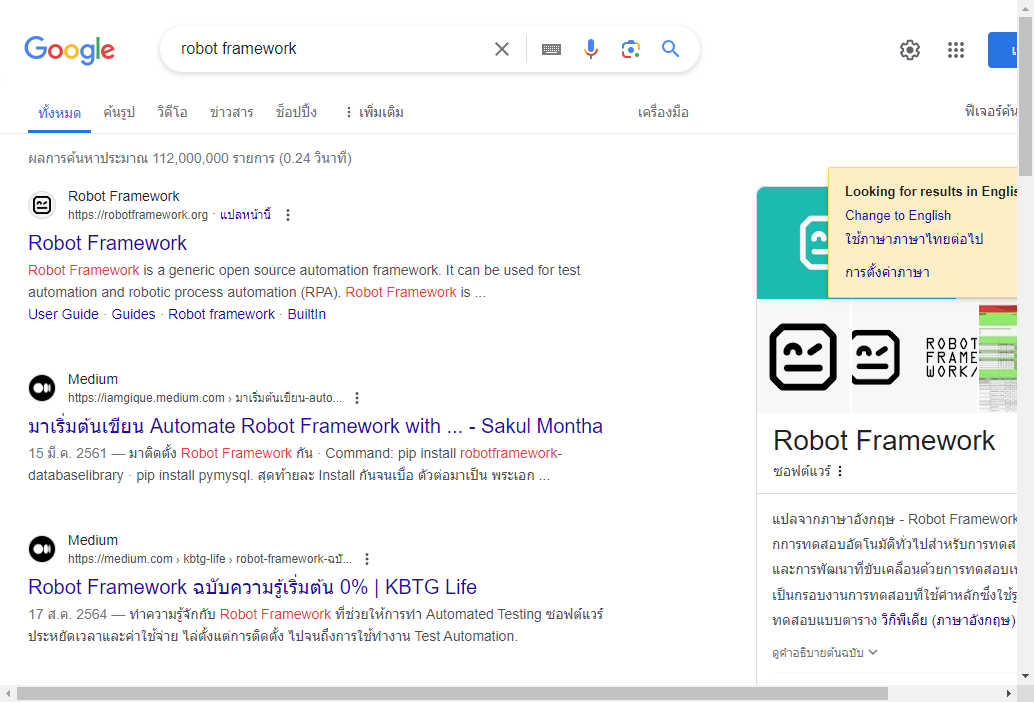 Google
robot framework
ทั้งหมด ค้นรูป วิดีโอ ข่าวสาร ช็อปปิ้ง เพิ่มเติม เครื่องมือ ฟีเจอร์ค้น
ผลการค้นหาประมาณ 112,000,000 รายการ (0.24 วินาที)
Robot Framework
https://robotframework.org · แปลหน้านี้
Robot Framework
Robot Framework is a generic open source automation framework. It can be used for test
automation and robotic process automation (RPA). Robot Framework is ...
User Guide · Guides · Robot framework · BuiltIn
Medium
https://iamgique.medium.com › มาเริ่มต้นเขียน-auto...
มาเริ่มต้นเขียน Automate Robot Framework with ... - Sakul Montha
15 มี.ค. 2561 — มาติดตั้ง Robot Framework กัน · Command: pip install robotframework-
databaselibrary · pip install pymysql. สุดท้ายละ Install กันจนเบื่อ ตัวต่อมาเป็น พระเอก ...
Medium
https://medium.com › kbtg-life › robot-framework-ฉบั...
Robot Framework ฉบับความรู้เริ่มต้น 0% | KBTG Life
17 ส.ค. 2564 — ทำความรู้จักกับ Robot Framework ที่ช่วยให้การทำ Automated Testing ซอฟต์แวร์
ประหยัดเวลาและค่าใช้จ่าย ไล่ตั้งแต่การติดตั้ง ไปจนถึงการใช้ทำงาน Test Automation.
Looking for results in Englis
Change to English
ใช้ภาษาภาษาไทยต่อไป
การตั้งค่าภาษา
ROBOT
FRAME
WORK/
Robot Framework
ซอฟต์แวร์
แปลจากภาษาอังกฤษ - Robot Framework
กการทดสอบอัตโนมัติทั่วไปสำหรับการทดส
และการพัฒนาที่ขับเคลื่อนด้วยการทดสอบเ
เป็นกรอบงานการทดสอบที่ใช้คำหลักซึ่งใช้รู
ทดสอบแบบตาราง วิกิพีเดีย (ภาษาอังกฤษ)
ดูคำอธิบายต้นฉบับ